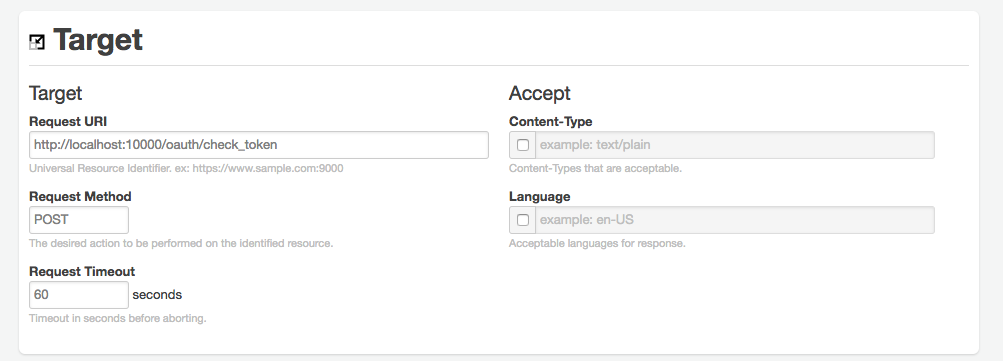 Target
Target
Request URI
http://localhost:10000/oauth/check_token
Universal Resource Identifier. ex: https://www.sample.com:9000
Request Method
POST
The desired action to be performed on the identified resource.
Request Timeout
60 seconds
Timeout in seconds before aborting.
Accept
Content-Type
example: text/plain
Content-Types that are acceptable.
Language
example: en-US
Acceptable languages for response.